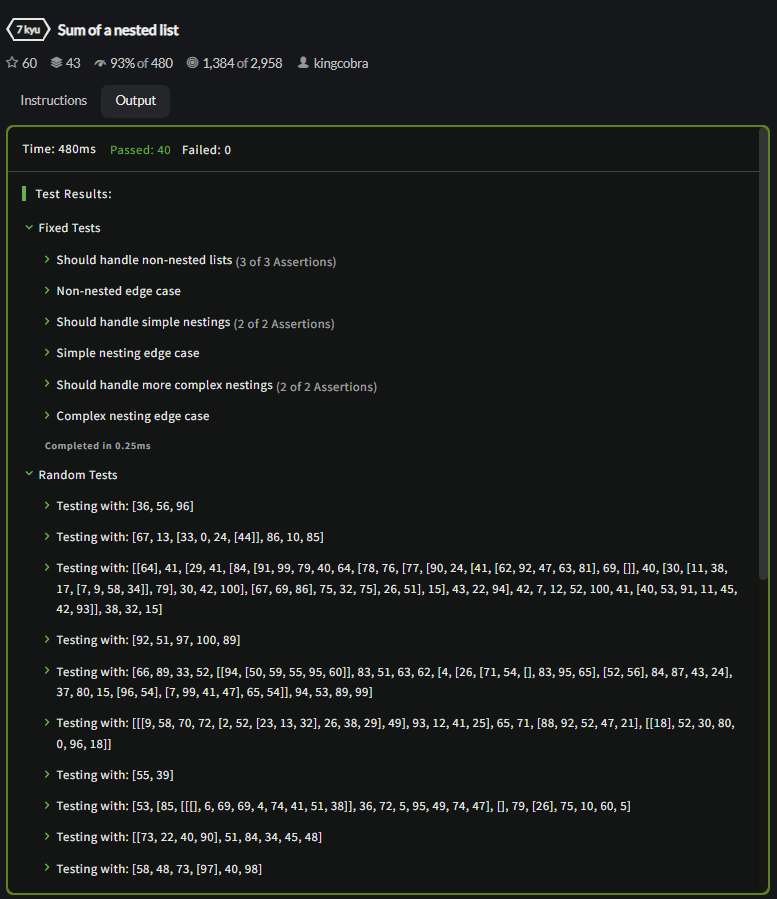 7 kyu Sum of a nested list
60 43 93% of 480 1,384 of 2,958 kingcobra
Instructions Output
Time: 480ms Passed: 40 Failed: 0
Test Results:
Fixed Tests
Should handle non-nested lists (3 of 3 Assertions)
Non-nested edge case
Should handle simple nestings (2 of 2 Assertions)
Simple nesting edge case
Should handle more complex nestings (2 of 2 Assertions)
Complex nesting edge case
Completed in 0.25ms
Random Tests
Testing with: [36, 56, 96]
Testing with: [67, 13, [33, 0, 24, [44]], 86, 10, 85]
Testing with: [[64], 41, [29, 41, [84, [91, 99, 79, 40, 64, [78, 76, [77, [90, 24, [41, [62, 92, 47, 63, 81], 69, []], 40, [30, [11, 38,
17, [7, 9, 58, 34]], 79], 30, 42, 100], [67, 69, 86], 75, 32, 75], 26, 51], 15], 43, 22, 94], 42, 7, 12, 52, 100, 41, [40, 53, 91, 11, 45,
42, 93]], 38, 32, 15]
Testing with: [92, 51, 97, 100, 89]
Testing with: [66, 89, 33, 52, [[94, [50, 59, 55, 95, 60]], 83, 51, 63, 62, [4, [26, [71, 54, [], 83, 95, 65], [52, 56], 84, 87, 43, 24],
37, 80, 15, [96, 54], [7, 99, 41, 47], 65, 54]], 94, 53, 89, 99]
Testing with: [[[9, 58, 70, 72, [2, 52, [23, 13, 32], 26, 38, 29], 49], 93, 12, 41, 25], 65, 71, [88, 92, 52, 47, 21], [[18], 52, 30, 80,
0, 96, 18]]
Testing with: [55, 39]
Testing with: [53, [85, [[[], 6, 69, 69, 4, 74, 41, 51, 38]], 36, 72, 5, 95, 49, 74, 47], [], 79, [26], 75, 10, 60, 5]
Testing with: [[73, 22, 40, 90], 51, 84, 34, 45, 48]
Testing with: [58, 48, 73, [97], 40, 98]